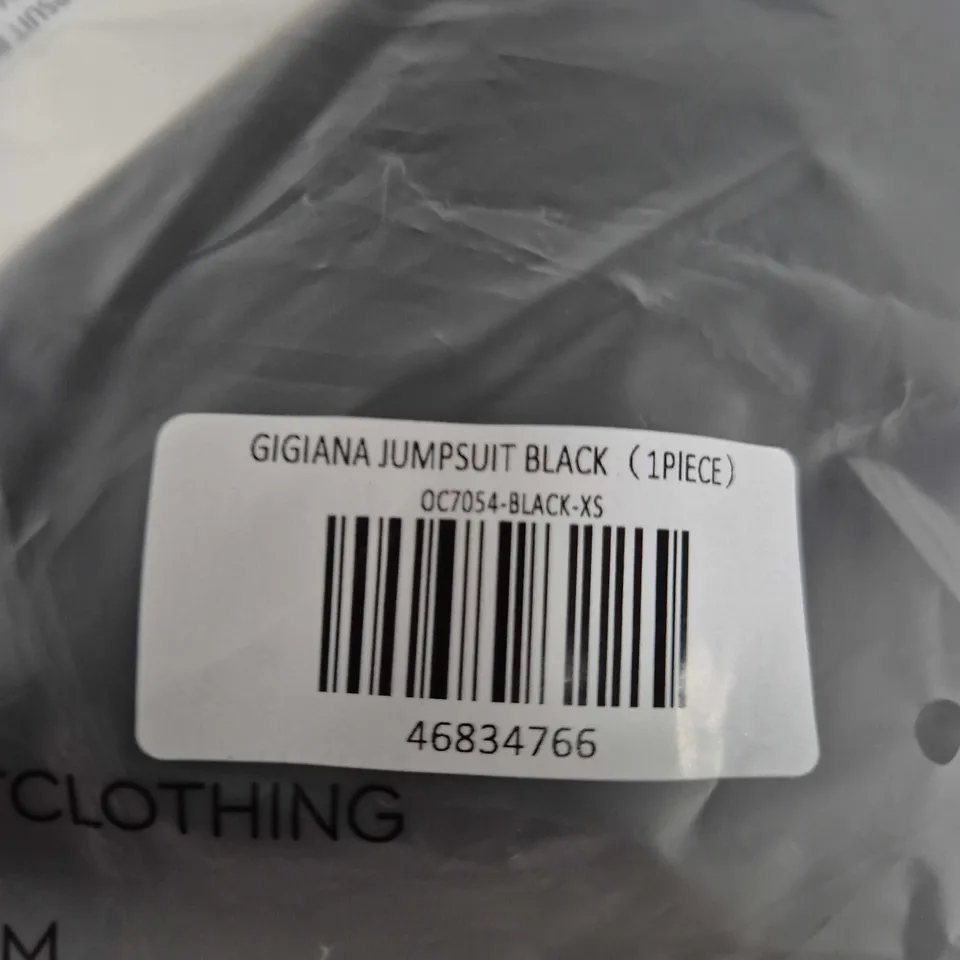 GIGIANA JUMPSUIT BLACK（1PIECE）
OC7054-BLACK-XS
46834766
TCLOTHING
M